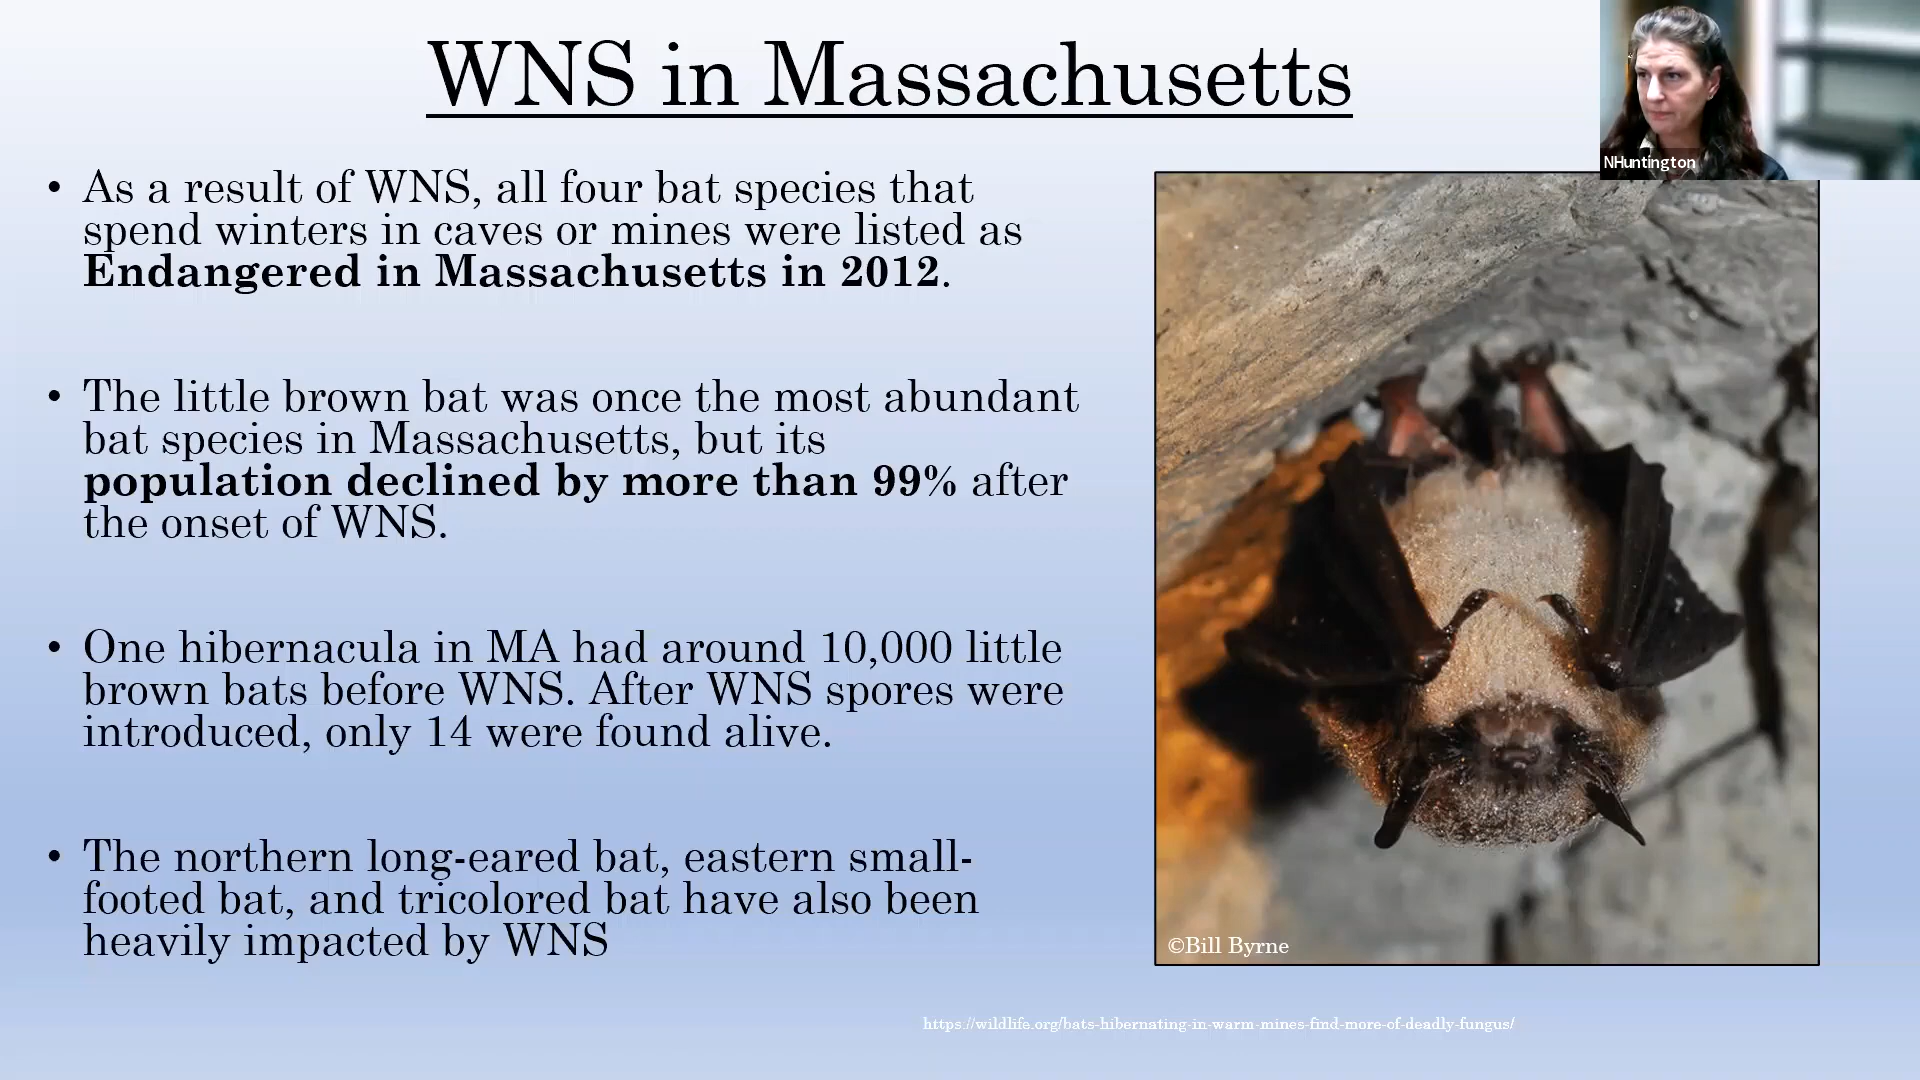 WNS in Massachusetts
NHuntington
• As a result of WNS, all four bat species that
spend winters in caves or mines were listed as
Endangered in Massachusetts in 2012.
• The little brown bat was once the most abundant
bat species in Massachusetts, but its
population declined by more than 99% after
the onset of WNS.
• One hibernacula in MA had around 10,000 little
brown bats before WNS. After WNS spores were
introduced, only 14 were found alive.
• The northern long-eared bat, eastern small-
footed bat, and tricolored bat have also been
heavily impacted by WNS
©Bill Byrne
https://wildlife.org/bats-hibernating-in-warm-mines-find-more-of-deadly-fungus/